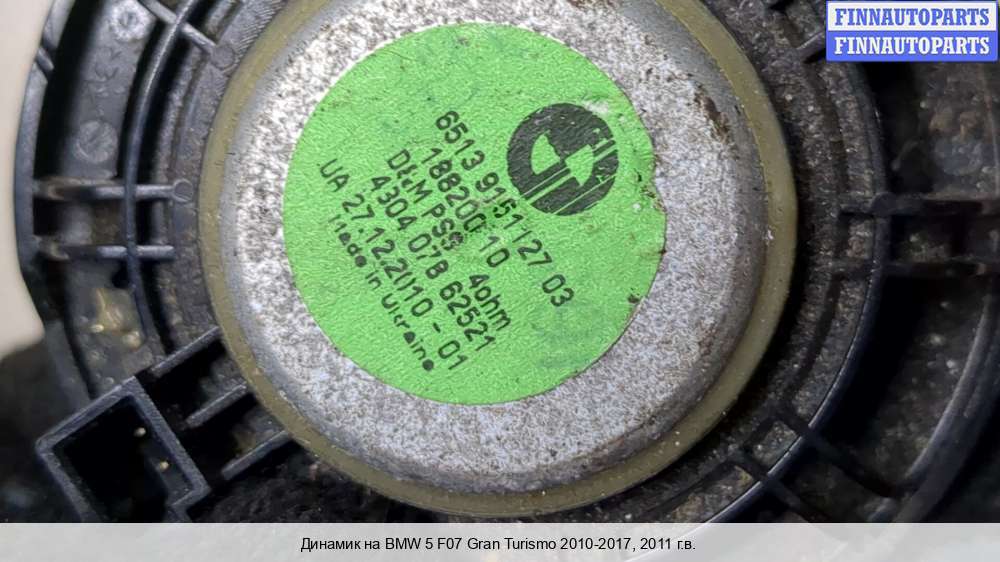 FINNAUTOPARTS
FINNAUTOPARTS
6513 9151127 03
188200 10
D&M PSS 4ohm
4304 078 62521
UA 27.12.2010 - 01
Made in Ukraine
Динамик на BMW 5 F07 Gran Turismo 2010-2017, 2011 г.в.